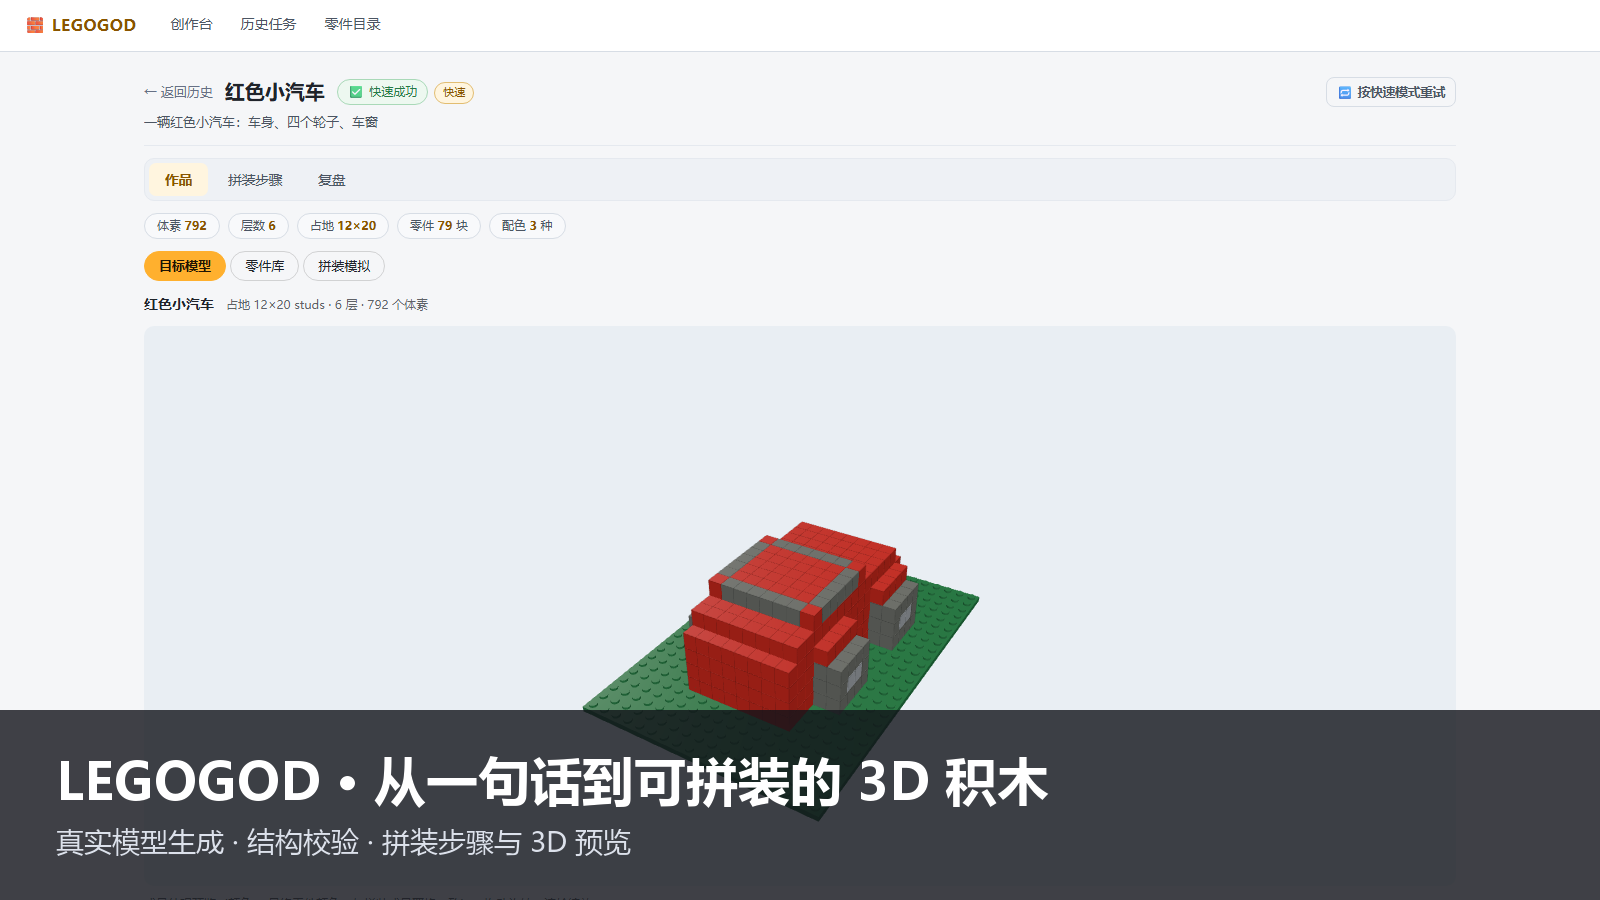 LEGOGOD 创作台 历史任务 零件目录
← 返回历史 红色小汽车 快速成功 快速 按快速模式重试
一辆红色小汽车：车身、四个轮子、车窗
作品 拼装步骤 复盘
体素 792 层数 6 占地 12×20 零件 79 块 配色 3 种
目标模型 零件库 拼装模拟
红色小汽车 占地 12×20 studs · 6 层 · 792 个体素
LEGOGOD • 从一句话到可拼装的 3D 积木
真实模型生成 · 结构校验 · 拼装步骤与 3D 预览